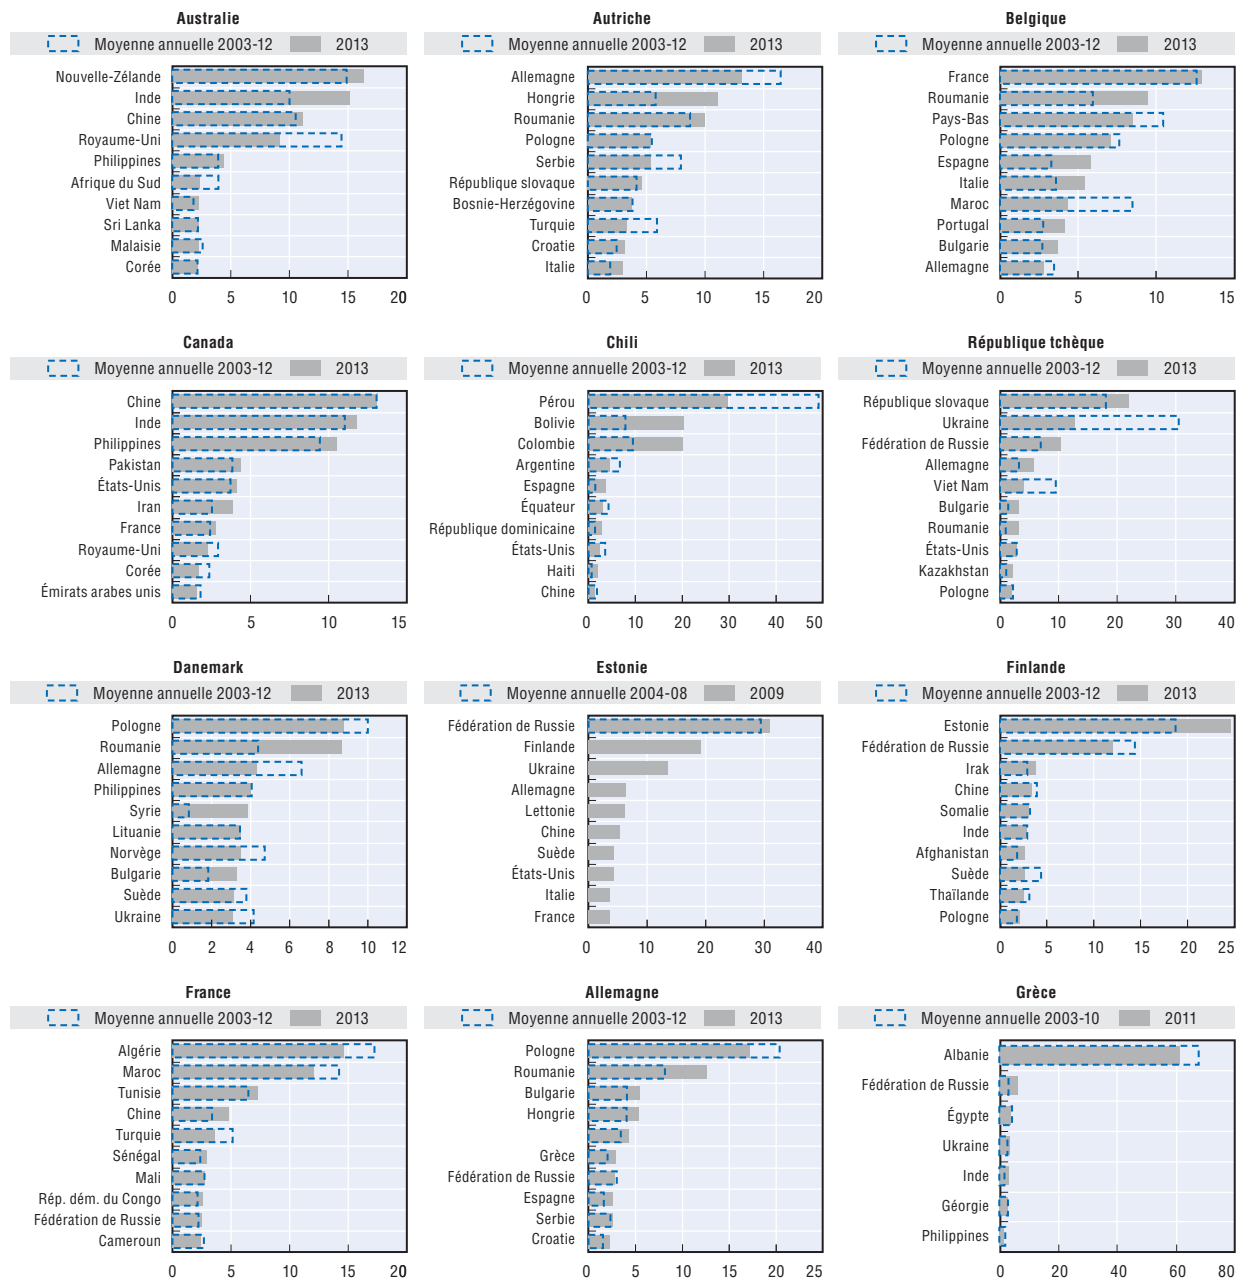 Australie
Moyenne annuelle 2003-12 2013
Nouvelle-Zélande
Inde
Chine
Royaume-Uni
Philippines
Afrique du Sud
Viet Nam
Sri Lanka
Malaisie
Corée
0 5 10 15 20
Autriche
Moyenne annuelle 2003-12 2013
Allemagne
Hongrie
Roumanie
Pologne
Serbie
République slovaque
Bosnie-Herzégovine
Turquie
Croatie
Italie
0 5 10 15 20
Belgique
Moyenne annuelle 2003-12 2013
France
Roumanie
Pays-Bas
Pologne
Espagne
Italie
Maroc
Portugal
Bulgarie
Allemagne
0 5 10 15
Canada
Moyenne annuelle 2003-12 2013
Chine
Inde
Philippines
Pakistan
États-Unis
Iran
France
Royaume-Uni
Corée
Émirats arabes unis
0 5 10 15
Chili
Moyenne annuelle 2003-12 2013
Pérou
Bolivie
Colombie
Argentine
Espagne
Équateur
République dominicaine
États-Unis
Haiti
Chine
0 10 20 30 40 50
République tchèque
Moyenne annuelle 2003-12 2013
République slovaque
Ukraine
Fédération de Russie
Allemagne
Viet Nam
Bulgarie
Roumanie
États-Unis
Kazakhstan
Pologne
0 10 20 30 40
Danemark
Moyenne annuelle 2003-12 2013
Pologne
Roumanie
Allemagne
Philippines
Syrie
Lituanie
Norvège
Bulgarie
Suède
Ukraine
0 2 4 6 8 10 12
Estonie
Moyenne annuelle 2004-08 2009
Fédération de Russie
Finlande
Ukraine
Allemagne
Lettonie
Chine
Suède
États-Unis
Italie
France
0 10 20 30 40
Finlande
Moyenne annuelle 2003-12 2013
Estonie
Fédération de Russie
Irak
Chine
Somalie
Inde
Afghanistan
Suède
Thaïlande
Pologne
0 5 10 15 20 25
France
Moyenne annuelle 2003-12 2013
Algérie
Maroc
Tunisie
Chine
Turquie
Sénégal
Mali
Rép. dém. du Congo
Fédération de Russie
Cameroun
0 5 10 15 20
Allemagne
Moyenne annuelle 2003-12 2013
Pologne
Roumanie
Bulgarie
Hongrie
Grèce
Fédération de Russie
Espagne
Serbie
Croatie
0 5 10 15 20 25
Grèce
Moyenne annuelle 2003-10 2011
Albanie
Fédération de Russie
Égypte
Ukraine
Inde
Géorgie
Philippines
0 20 40 60 80